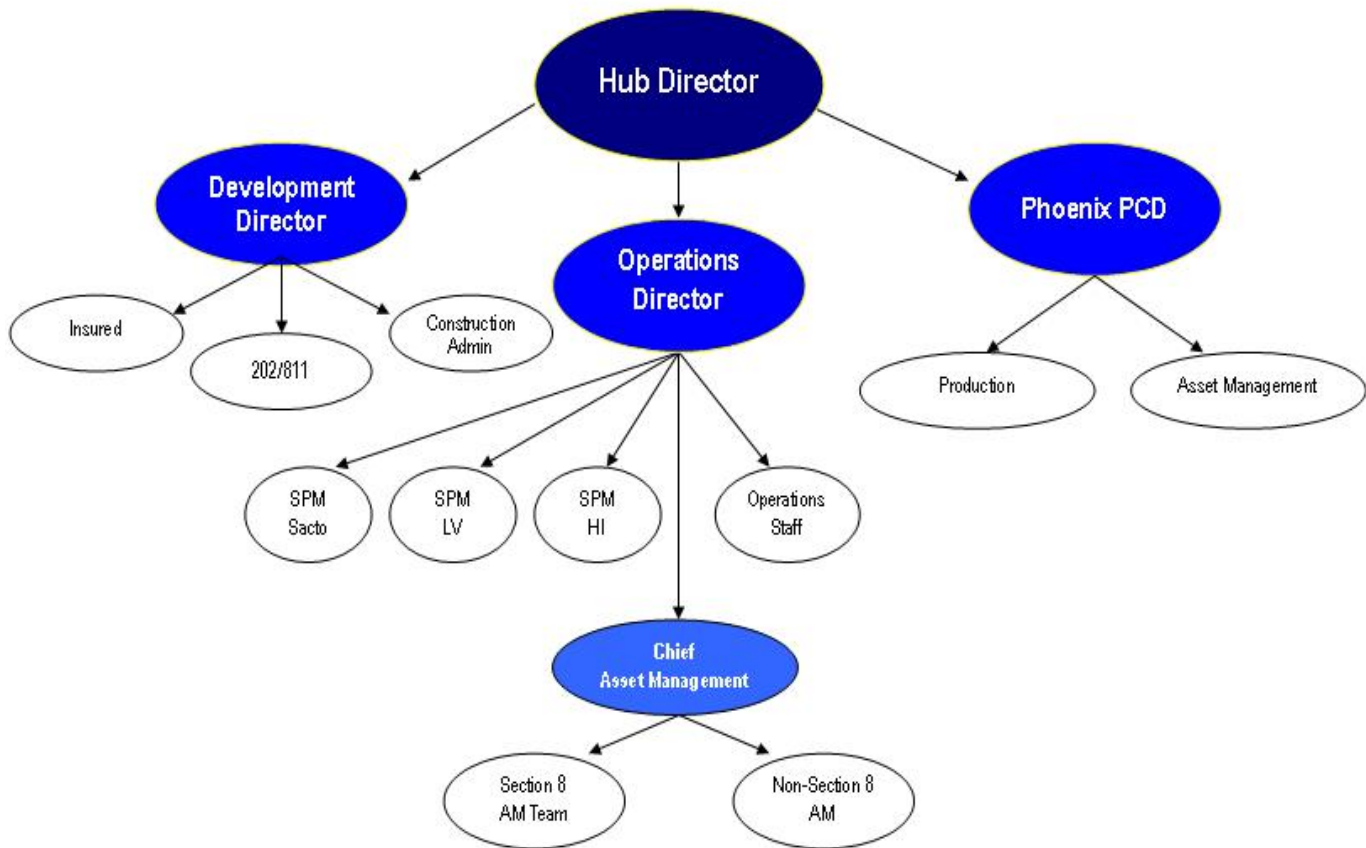 Hub Director
Development
Director
Operations
Director
Phoenix PCD
Insured
202/811
Construction
Admin
Production
Asset Management
SPM
Sacto
SPM
LV
SPM
HI
Operations
Staff
Chief
Asset Management
Section 8
AM Team
Non-Section 8
AM